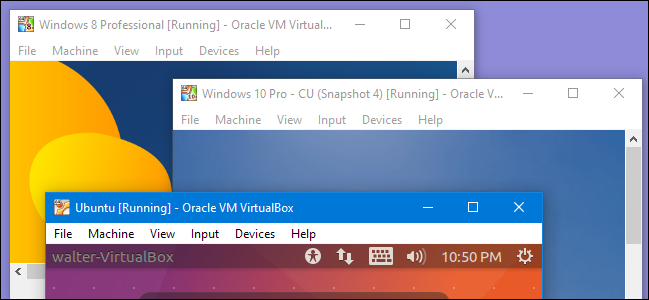 Windows 8 Professional [Running] - Oracle VM Virtual...
File Machine View Input Devices Help
Windows 10 Pro - CU (Snapshot 4) [Running] - Oracle V...
File Machine View Input Devices Help
Ubuntu [Running] - Oracle VM VirtualBox
File Machine View Input Devices Help
walter-VirtualBox 10:50 PM